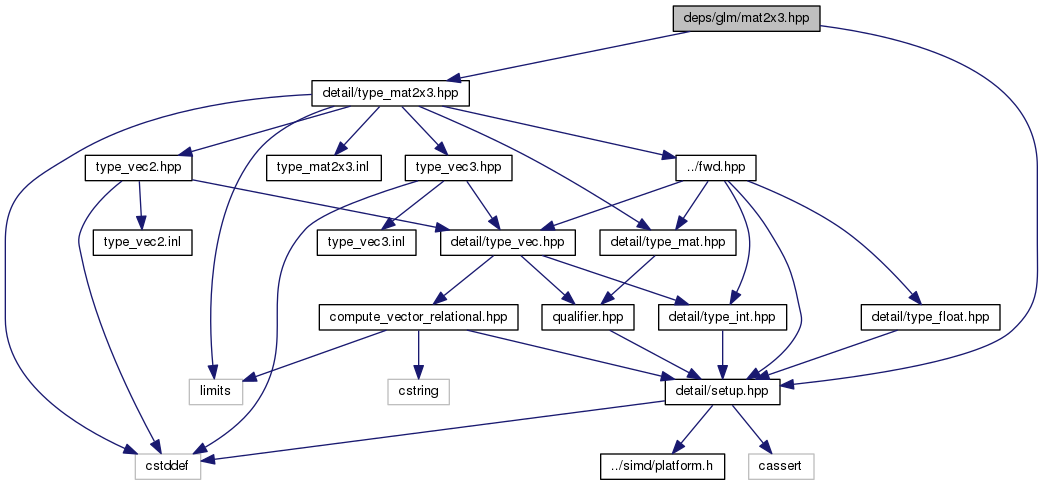 deps/glm/mat2x3.hpp
detail/type_mat2x3.hpp
type_vec2.hpp
type_mat2x3.inl
type_vec3.hpp
../fwd.hpp
type_vec2.inl
type_vec3.inl
detail/type_vec.hpp
detail/type_mat.hpp
compute_vector_relational.hpp
qualifier.hpp
detail/type_int.hpp
detail/type_float.hpp
limits
cstring
detail/setup.hpp
cstddef
../simd/platform.h
cassert